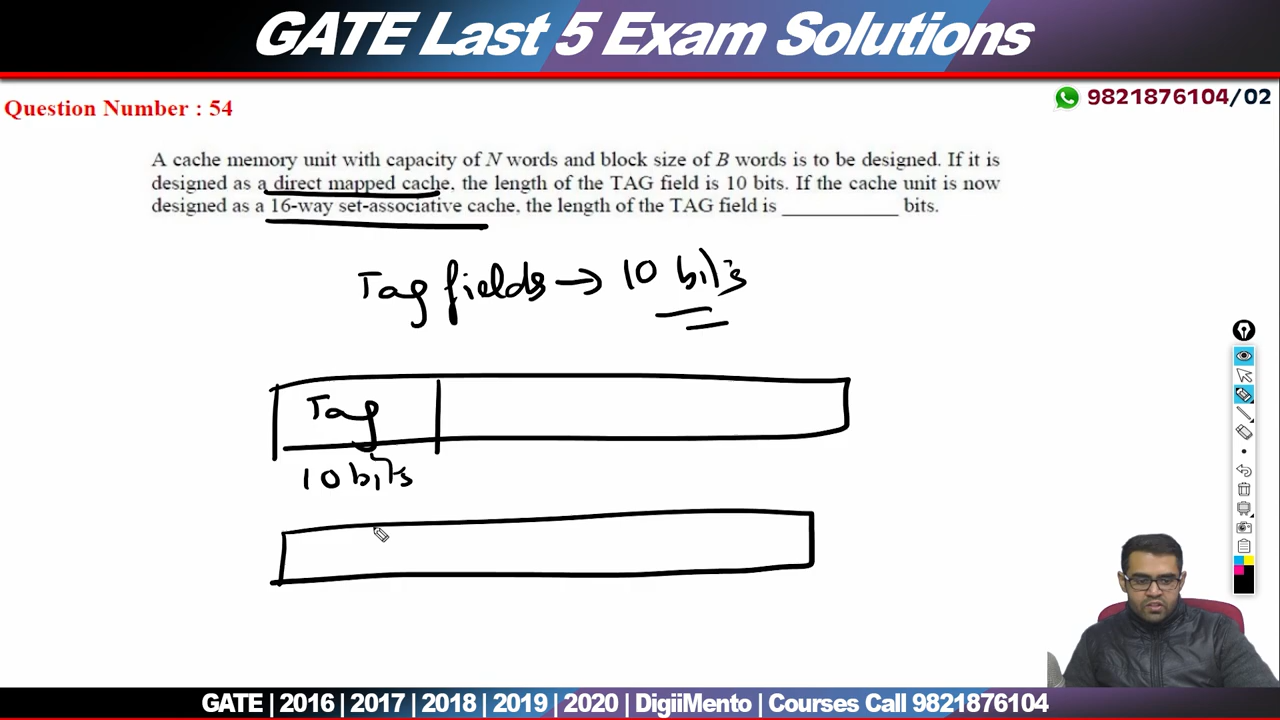 GATE Last 5 Exam Solutions
Question Number : 54
9821876104/02
A cache memory unit with capacity of N words and block size of B words is to be designed. If it is
designed as a direct mapped cache, the length of the TAG field is 10 bits. If the cache unit is now
designed as a 16-way set-associative cache, the length of the TAG field is ____________ bits.
Tag fields → 10 bits
Tag
10 bits
GATE | 2016 | 2017 | 2018 | 2019 | 2020 | DigiiMento | Courses Call 9821876104